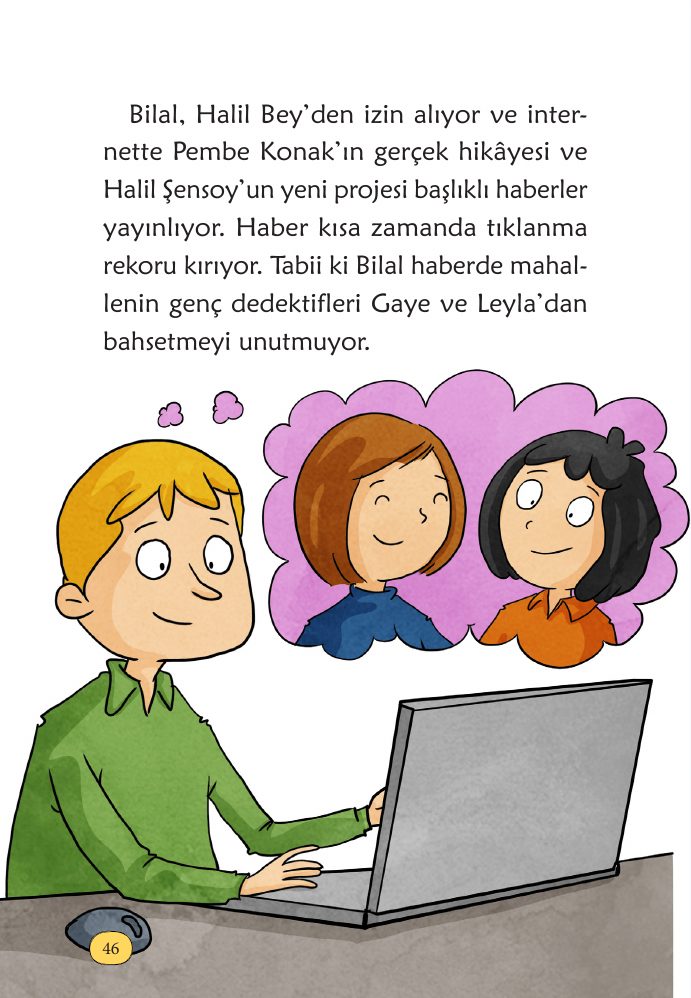 Bilal, Halil Bey’den izin alıyor ve inter-
nette Pembe Konak’ın gerçek hikâyesi ve
Halil Şensoy’un yeni projesi başlıklı haberler
yayınlıyor. Haber kısa zamanda tıklanma
rekoru kırıyor. Tabii ki Bilal haberde mahal-
lenin genç dedektifleri Gaye ve Leyla’dan
bahsetmeyi unutmuyor.
46